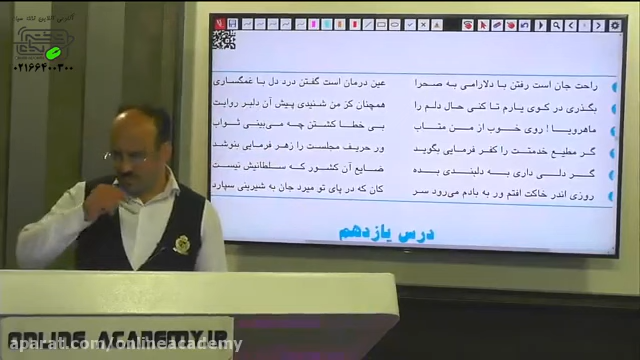 آکادمی آنلاین
۰۲۱۶۶۴۰۰۳۰۰
راحت جان است رفتن با دلارامی به صحرا	عین درمان است گفتن درد دل با غمگساری
بگذری در کوی یارم تا کنی حال دلم را	همچنان کز من شنیدی پیش آن دلبر روایت
ماهرویا ! روی خوب از من متاب	بی خطا کشتن چه می‌بینی ثواب
گر مطیع خدمتت را کفر فرمایی بگوید	ور حریف مجلست را زهر فرمایی بنوشد
گر دلی داری به دلبندی بده	ضایع آن کشور که سلطانیش نیست
روزی اندر خاکت افتم ور به بادم می‌رود سر	کان که در پای تو میرد جان به شیرینی سپارد
درس یازدهم
ONLINE ACADEMY.IR
aparat.com/onlineacademy